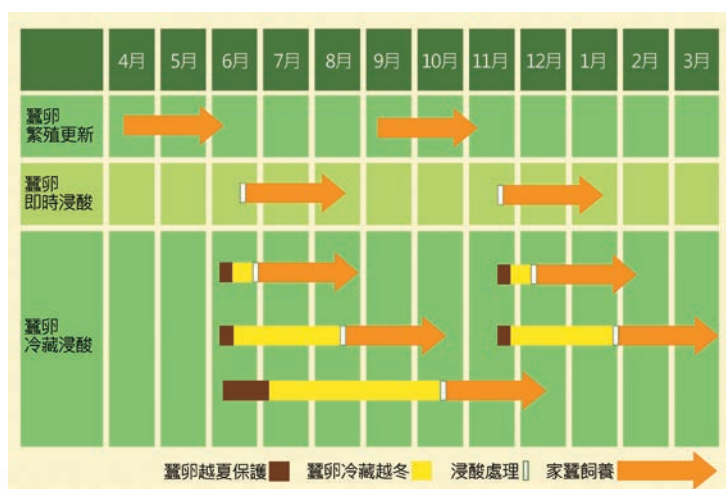 4月 5月 6月 7月 8月 9月 10月 11月 12月 1月 2月 3月
蠶卵
繁殖更新
蠶卵
即時浸酸
蠶卵
冷藏浸酸
蠶卵越夏保護 蠶卵冷藏越冬 浸酸處理 家蠶飼養